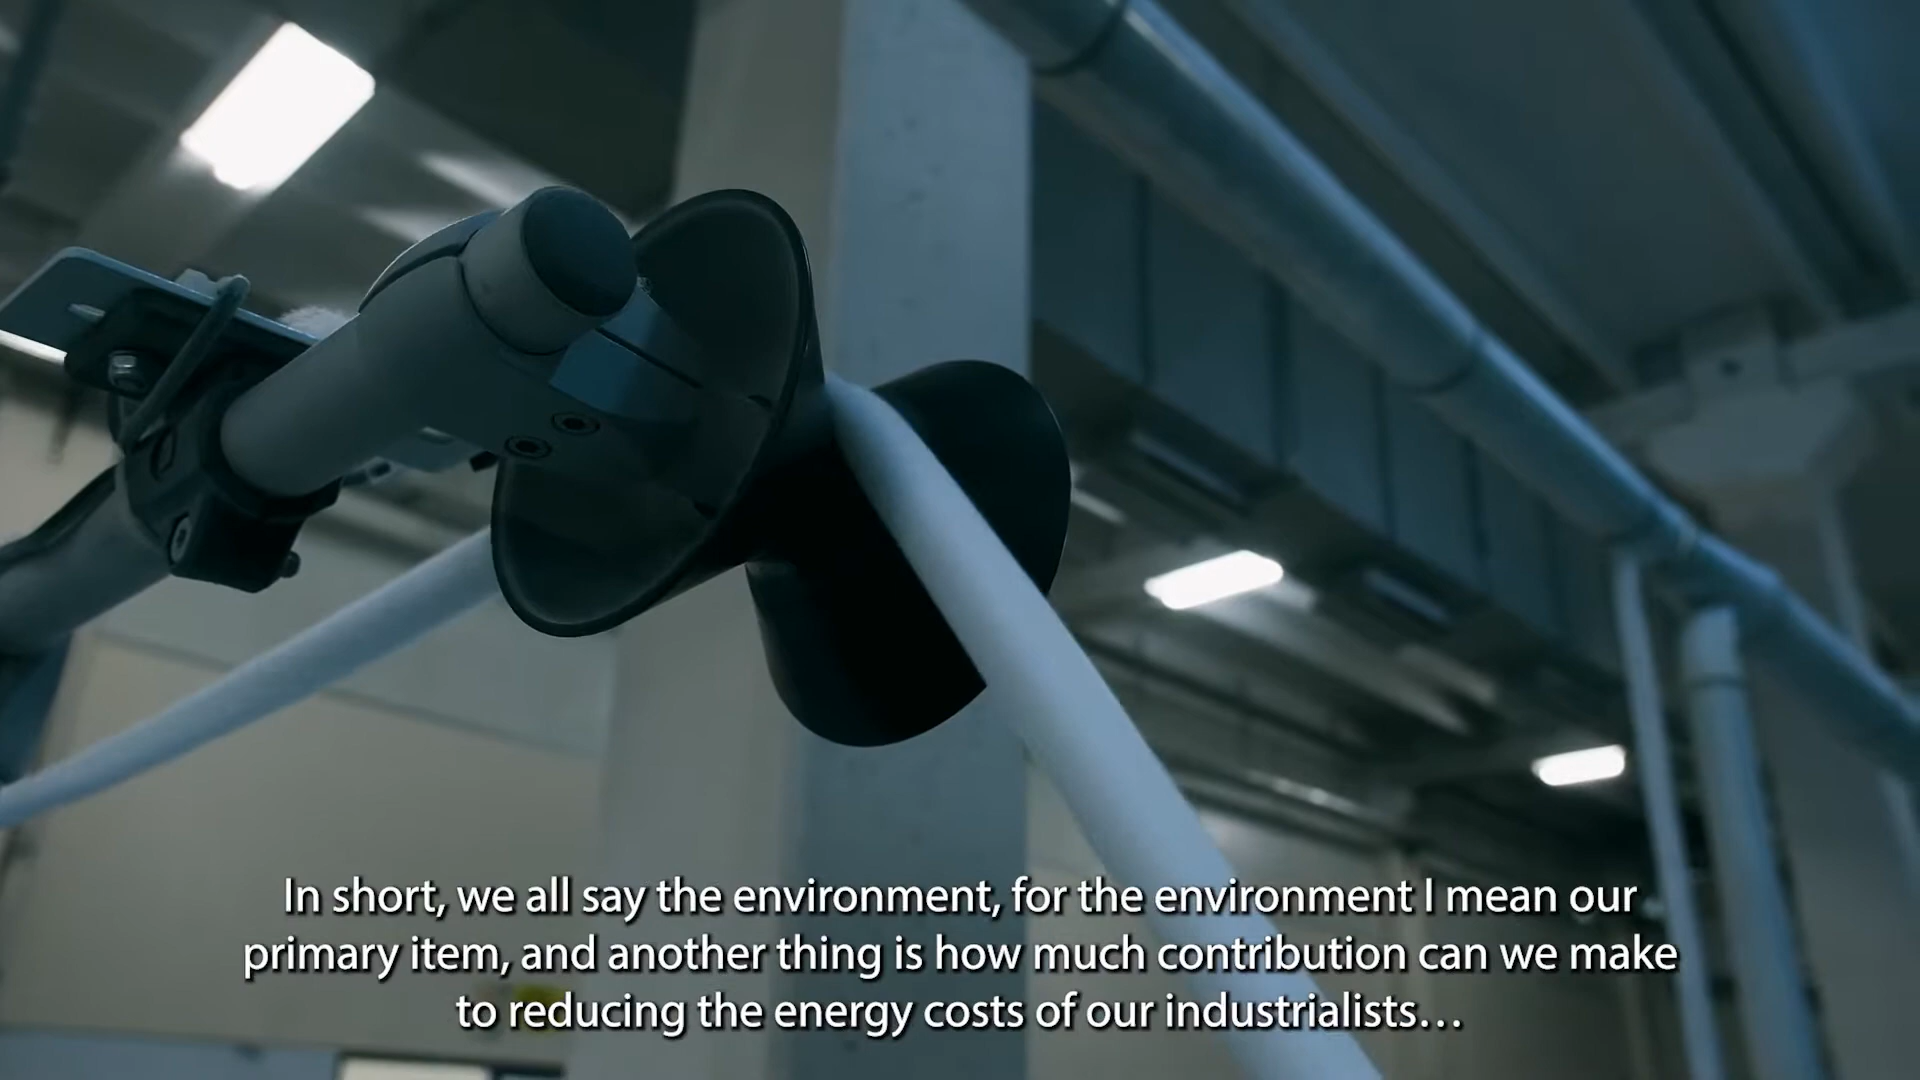 In short, we all say the environment, for the environment I mean our
primary item, and another thing is how much contribution can we make
to reducing the energy costs of our industrialists…